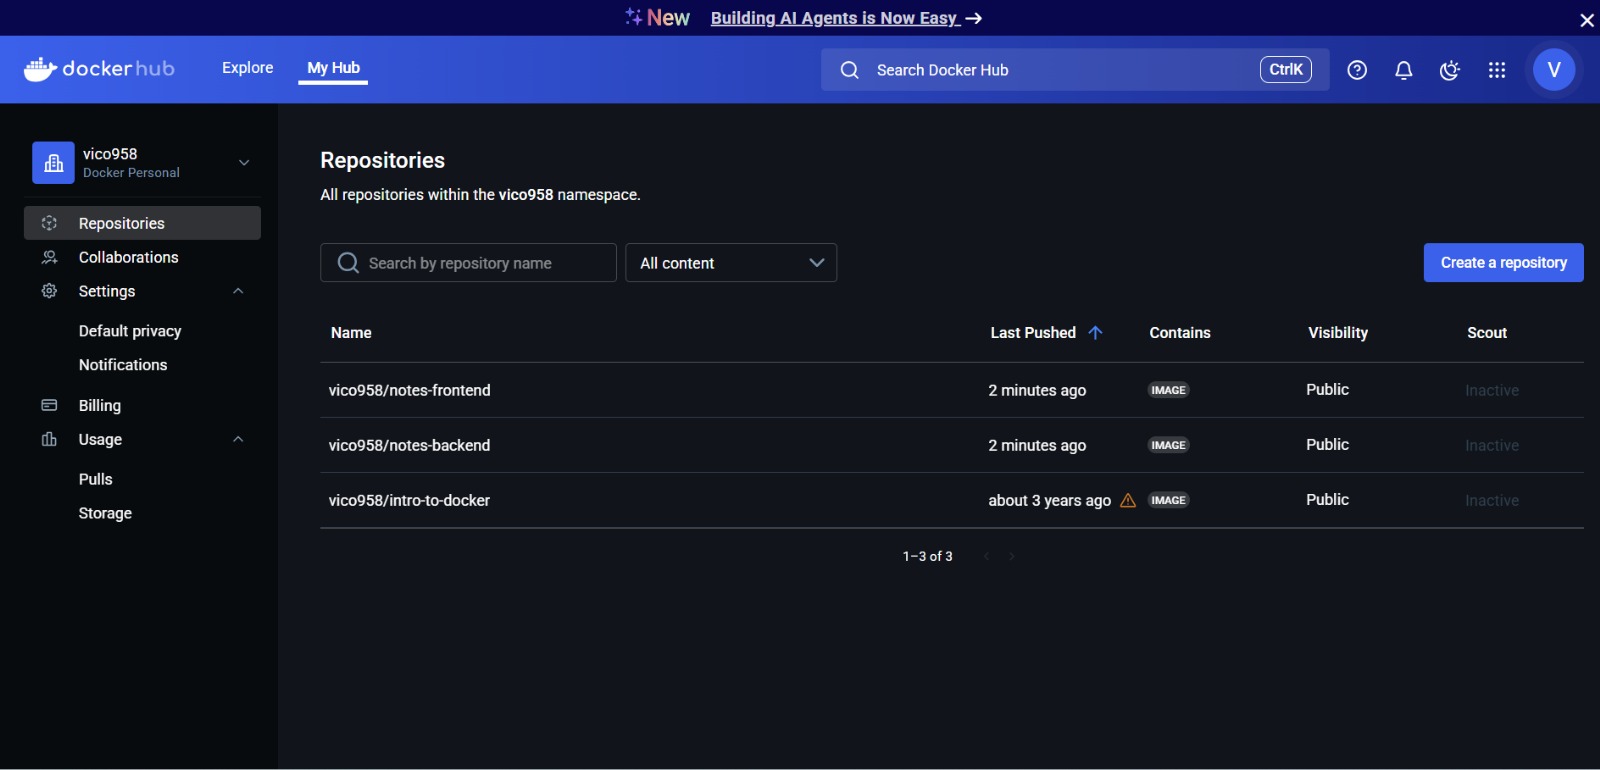 New Building AI Agents is Now Easy
dockerhub Explore My Hub Search Docker Hub CtrlK V
vico958
Docker Personal
Repositories
Collaborations
Settings
Default privacy
Notifications
Billing
Usage
Pulls
Storage
Repositories
All repositories within the vico958 namespace.
Search by repository name All content Create a repository
Name Last Pushed Contains Visibility Scout
vico958/notes-frontend 2 minutes ago IMAGE Public Inactive
vico958/notes-backend 2 minutes ago IMAGE Public Inactive
vico958/intro-to-docker about 3 years ago IMAGE Public Inactive
1–3 of 3